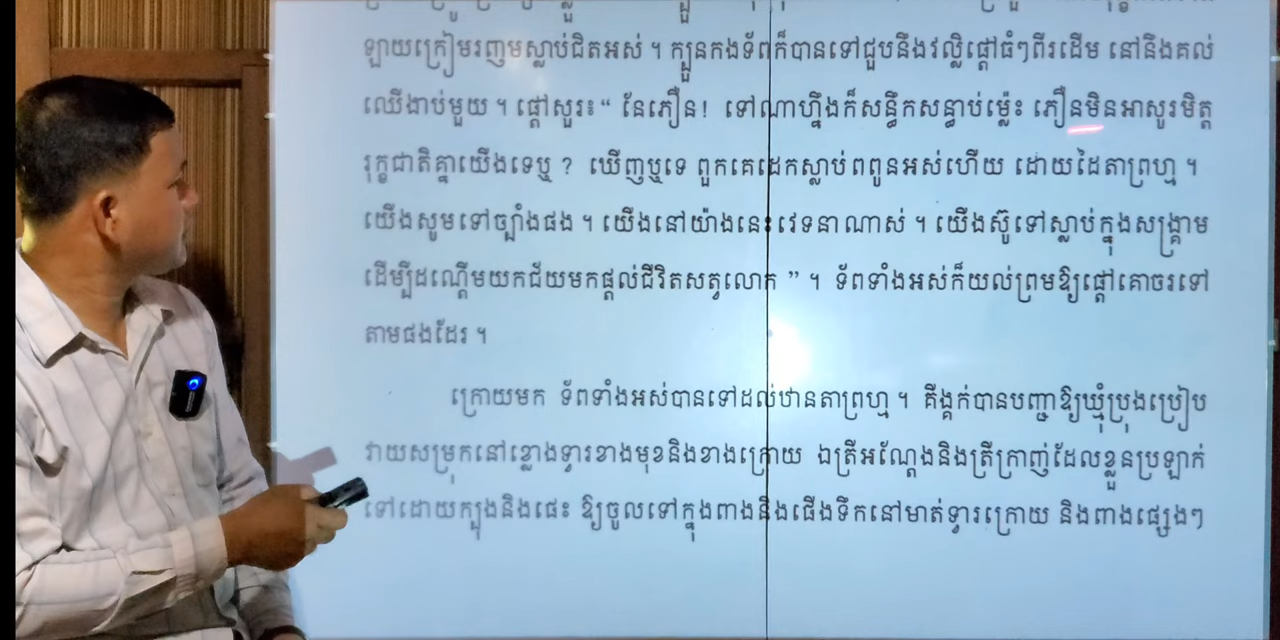 ឡាយក្រៀមរញមស្លាប់ជិតអស់ ។ ក្បួនកងទ័ពក៏បានទៅជួបនឹងវល្លិផ្ដៅធំៗពីរដើម នៅនឹងគល់
ឈើងាប់មួយ ។ ផ្ដៅសួរ៖“ នែភឿន! ទៅណាហ្នឹងក៏សន្ធឹកសន្ធាប់ម្ល៉េះ ភឿនមិនអាសូរមិត្ត
រុក្ខជាតិគ្នាយើងទេឬ ? ឃើញឬទេ ពួកគេដេកស្លាប់ពពូនអស់ហើយ ដោយដៃតាព្រហ្ម ។
យើងសូមទៅច្បាំងផង ។ យើងនៅយ៉ាងនេះវេទនាណាស់ ។ យើងស៊ូទៅស្លាប់ក្នុងសង្គ្រាម
ដើម្បីដណ្ដើមយកជ័យមកផ្ដល់ជីវិតសត្វលោក ” ។ ទ័ពទាំងអស់ក៏យល់ព្រមឱ្យផ្ដៅគោចរទៅ
តាមផងដែរ ។
ក្រោយមក ទ័ពទាំងអស់បានទៅដល់ឋានតាព្រហ្ម ។ គីង្គក់បានបញ្ជាឱ្យឃ្មុំប្រុងប្រៀប
វាយសម្រុកនៅខ្លោងទ្វារខាងមុខនិងខាងក្រោយ ឯត្រីអណ្ដែងនិងត្រីក្រាញ់ដែលខ្លួនប្រឡាក់
ទៅដោយក្បុងនិងផេះ ឱ្យចូលទៅក្នុងពាងនិងជើងទឹកនៅមាត់ទ្វារក្រោយ និងពាងផ្សេងៗ